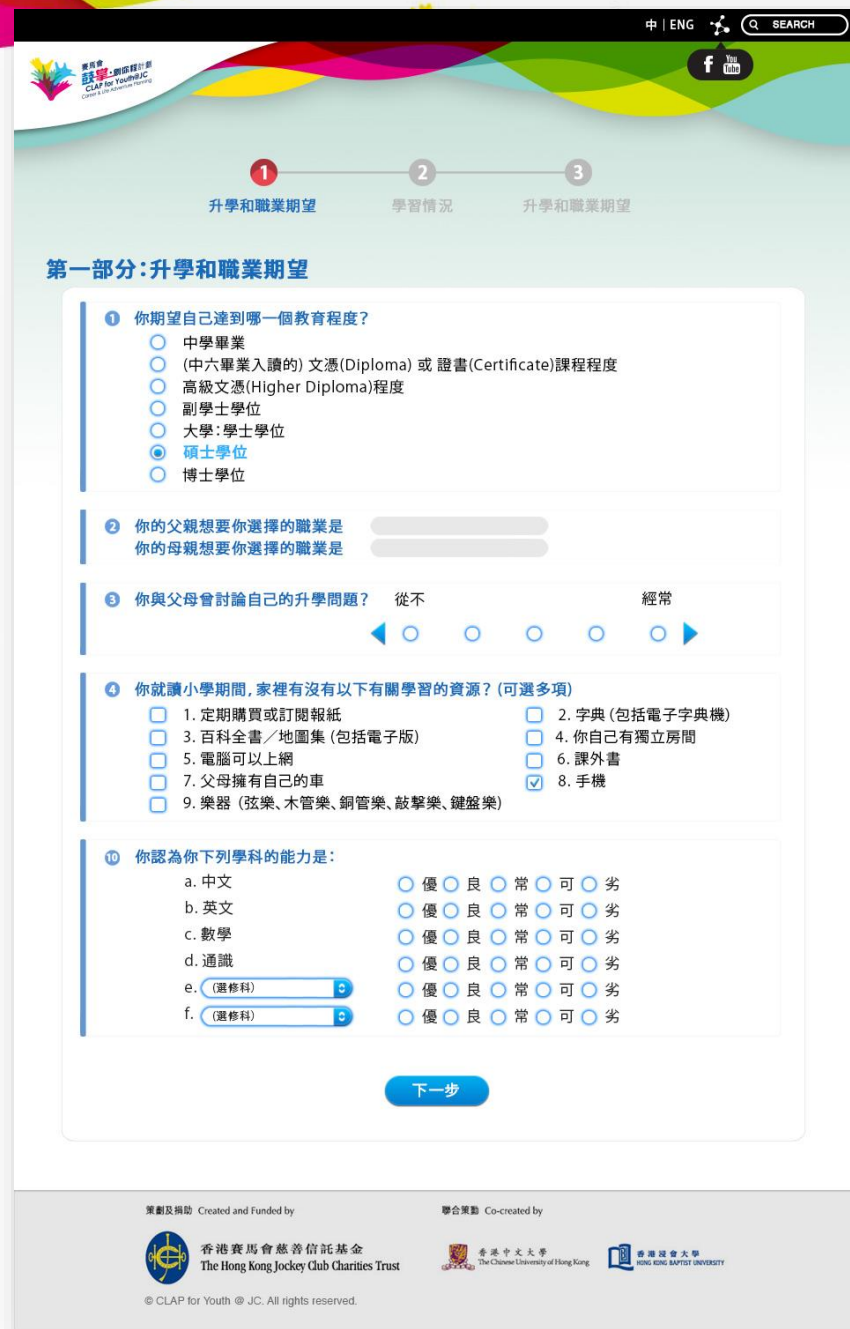 中 | ENG
SEARCH
f You Tube
賽馬會
鼓掌·創你程計劃
CLAP for Youth@JC
Career & Life Adventure Planning
1 2 3
升學和職業期望 學習情況 升學和職業期望
第一部分:升學和職業期望
1 你期望自己達到哪一個教育程度?
中學畢業
(中六畢業入讀的) 文憑(Diploma) 或 證書(Certificate)課程程度
高級文憑(Higher Diploma)程度
副學士學位
大學:學士學位
碩士學位
博士學位
2 你的父親想要你選擇的職業是
你的母親想要你選擇的職業是
3 你與父母曾討論自己的升學問題? 從不 經常
4 你就讀小學期間, 家裡有沒有以下有關學習的資源? (可選多項)
1. 定期購買或訂閱報紙 2. 字典 (包括電子字典機)
3. 百科全書/地圖集 (包括電子版) 4. 你自己有獨立房間
5. 電腦可以上網 6. 課外書
7. 父母擁有自己的車 8. 手機
9. 樂器 (弦樂、木管樂、銅管樂、敲擊樂、鍵盤樂)
10 你認為你下列學科的能力是:
a. 中文 優 良 常 可 劣
b. 英文 優 良 常 可 劣
c. 數學 優 良 常 可 劣
d. 通識 優 良 常 可 劣
e. (選修科) 優 良 常 可 劣
f. (選修科) 優 良 常 可 劣
下一步
策劃及捐助 Created and Funded by 聯合策動 Co-created by
香港賽馬會慈善信託基金
The Hong Kong Jockey Club Charities Trust
香港中文大學
The Chinese University of Hong Kong
香港浸會大學
HONG KONG BAPTIST UNIVERSITY
© CLAP for Youth @ JC. All rights reserved.